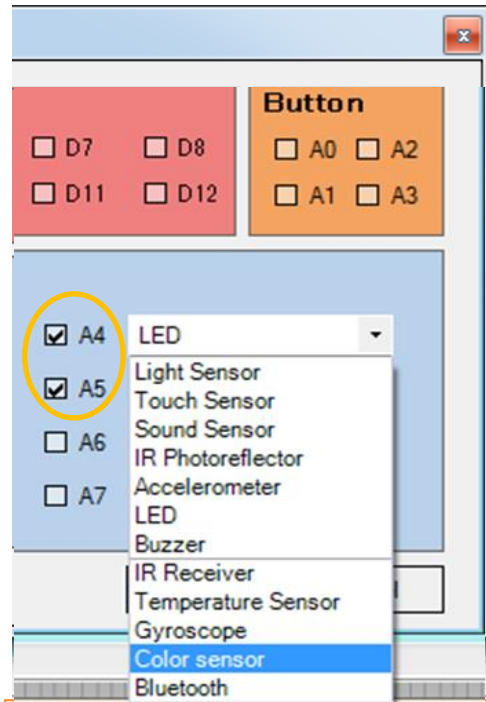 x
Button
D7 D8 A0 A2
D11 D12 A1 A3
A4 LED
Light Sensor
A5 Touch Sensor
Sound Sensor
A6 IR Photoreflector
Accelerometer
A7 LED
Buzzer
IR Receiver
Temperature Sensor
Gyroscope
Color sensor
Bluetooth